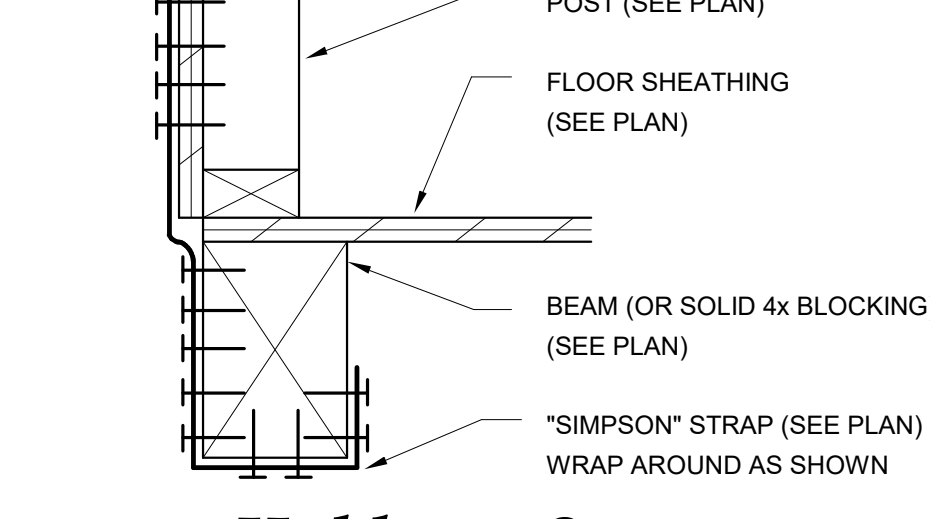 POST (SEE PLAN)
FLOOR SHEATHING
(SEE PLAN)
BEAM (OR SOLID 4x BLOCKING
(SEE PLAN)
"SIMPSON" STRAP (SEE PLAN)
WRAP AROUND AS SHOWN